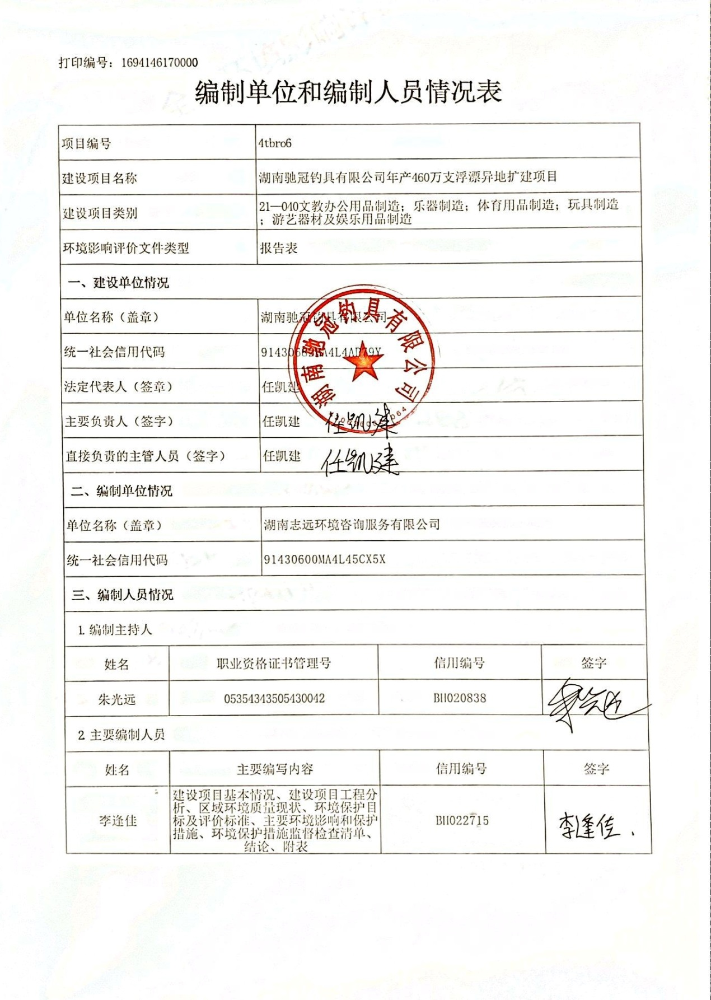 打印编号：1694146170000
编制单位和编制人员情况表
项目编号 4tbro6
建设项目名称 湖南驰冠钓具有限公司年产460万支浮漂异地扩建项目
建设项目类别 21—040文教办公用品制造；乐器制造；体育用品制造；玩具制造
；游艺器材及娱乐用品制造
环境影响评价文件类型 报告表
一、建设单位情况
单位名称（盖章） 湖南驰冠钓具有限公司
湖南驰冠钓具有限公司
统一社会信用代码
法定代表人（签章） 任凯建
主要负责人（签字） 任凯建 任凯建
直接负责的主管人员（签字） 任凯建 任凯建
二、编制单位情况
单位名称（盖章） 湖南志远环境咨询服务有限公司
统一社会信用代码 91430600MA4L45CX5X
三、编制人员情况
1. 编制主持人
姓名 职业资格证书管理号 信用编号 签字
朱光远 05354343505430042 BH020838 朱光远
2 主要编制人员
姓名 主要编写内容 信用编号 签字
建设项目基本情况、建设项目工程分
析、区域环境质量现状、环境保护目
李逢佳 标及评价标准、主要环境影响和保护 BH022715 李逢佳
措施、环境保护措施监督检查清单、
结论、附表